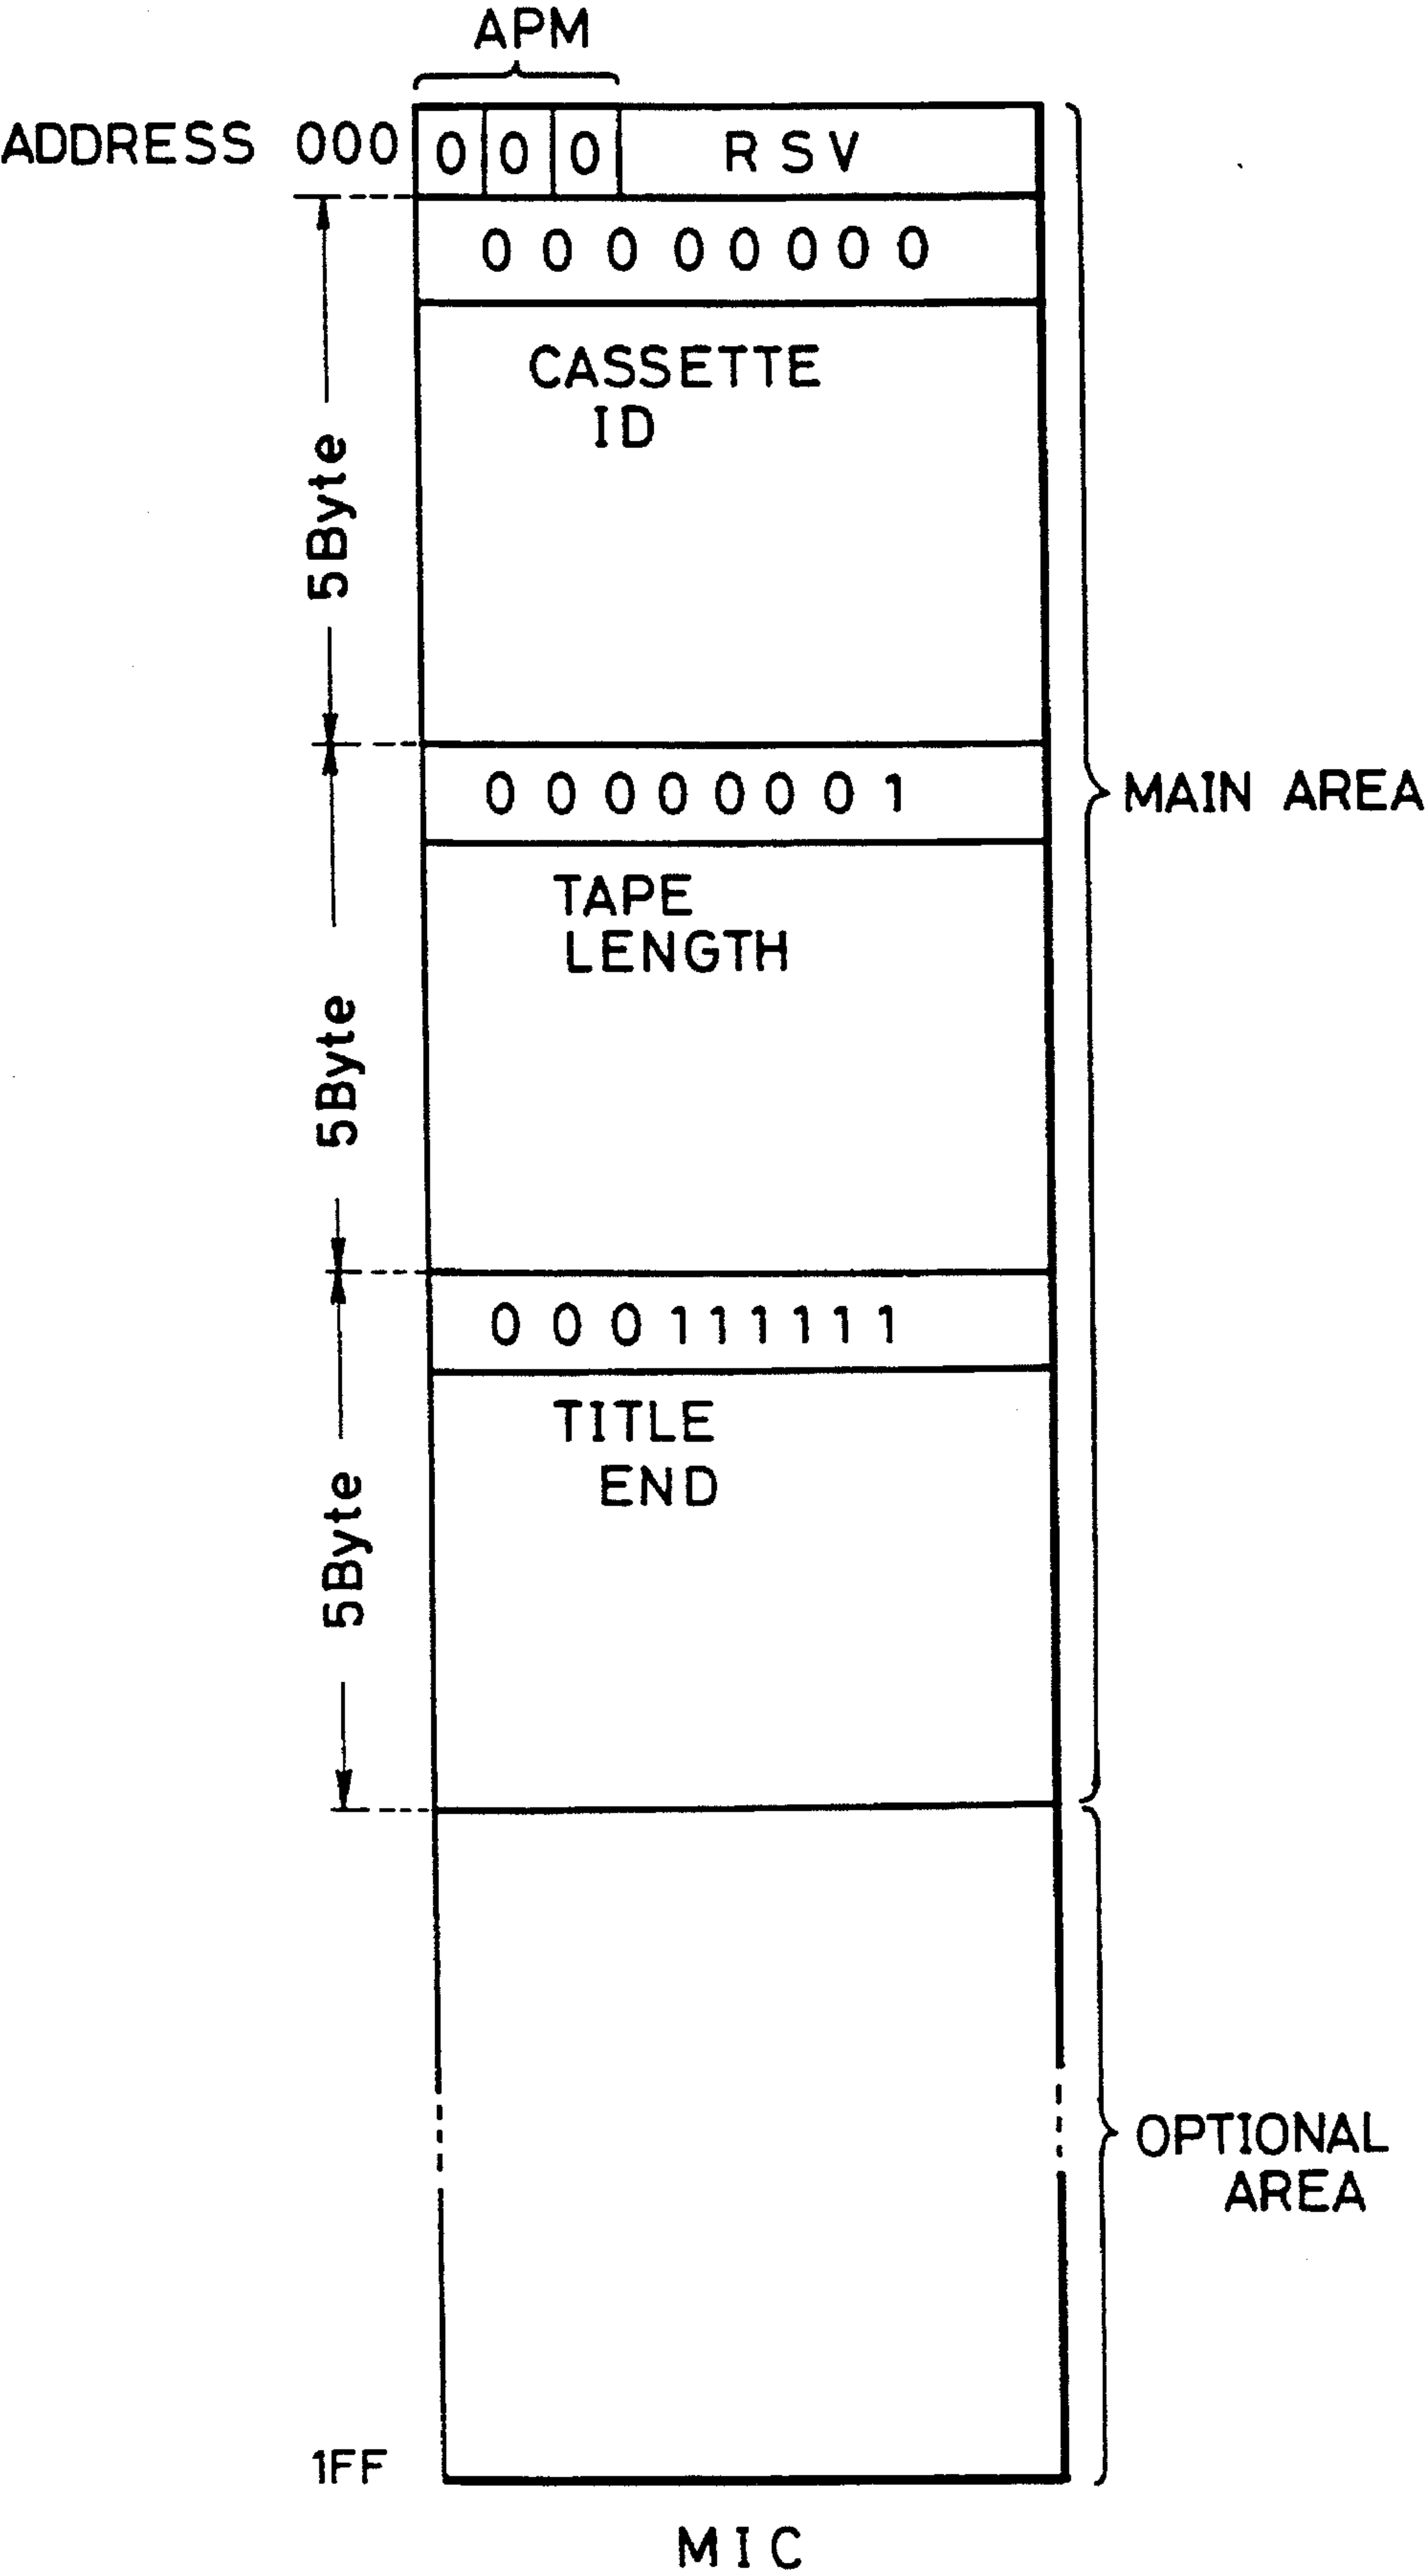 APM
ADDRESS 000 0 0 0 RSV
0 0 0 0 0 0 0 0
CASSETTE
ID
5Byte
0 0 0 0 0 0 0 1
MAIN AREA
TAPE
LENGTH
5Byte
0 0 0 1 1 1 1 1 1
TITLE
END
5Byte
OPTIONAL
AREA
1FF
MIC